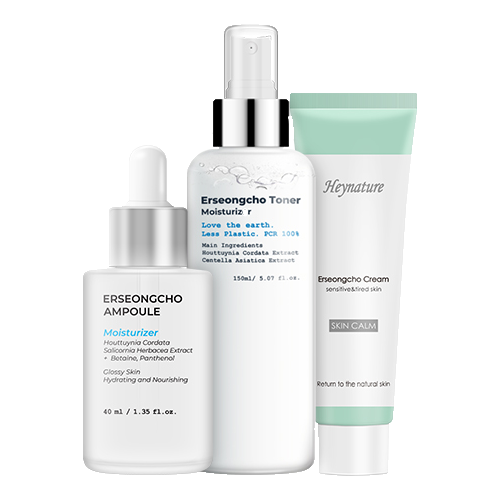 ERSEONGCHO
AMPOULE
Moisturizer
Houttuynia Cordata
Salicornia Herbacea Extract
+ Betaine, Panthenol
Glossy Skin
Hydrating and Nourishing
40 ml / 1.35 fl.oz.
Erseongcho Toner
Moisturiz r
Love the earth.
Less Plastic, PCR 100%
Main Ingredients
Houttuynia Cordata Extract
Centella Asiatica Extract
150ml/ 5.07 fl.oz.
Heynature
Erseongcho Cream
sensitive&tired skin
SKIN CALM
Return to the natural skin